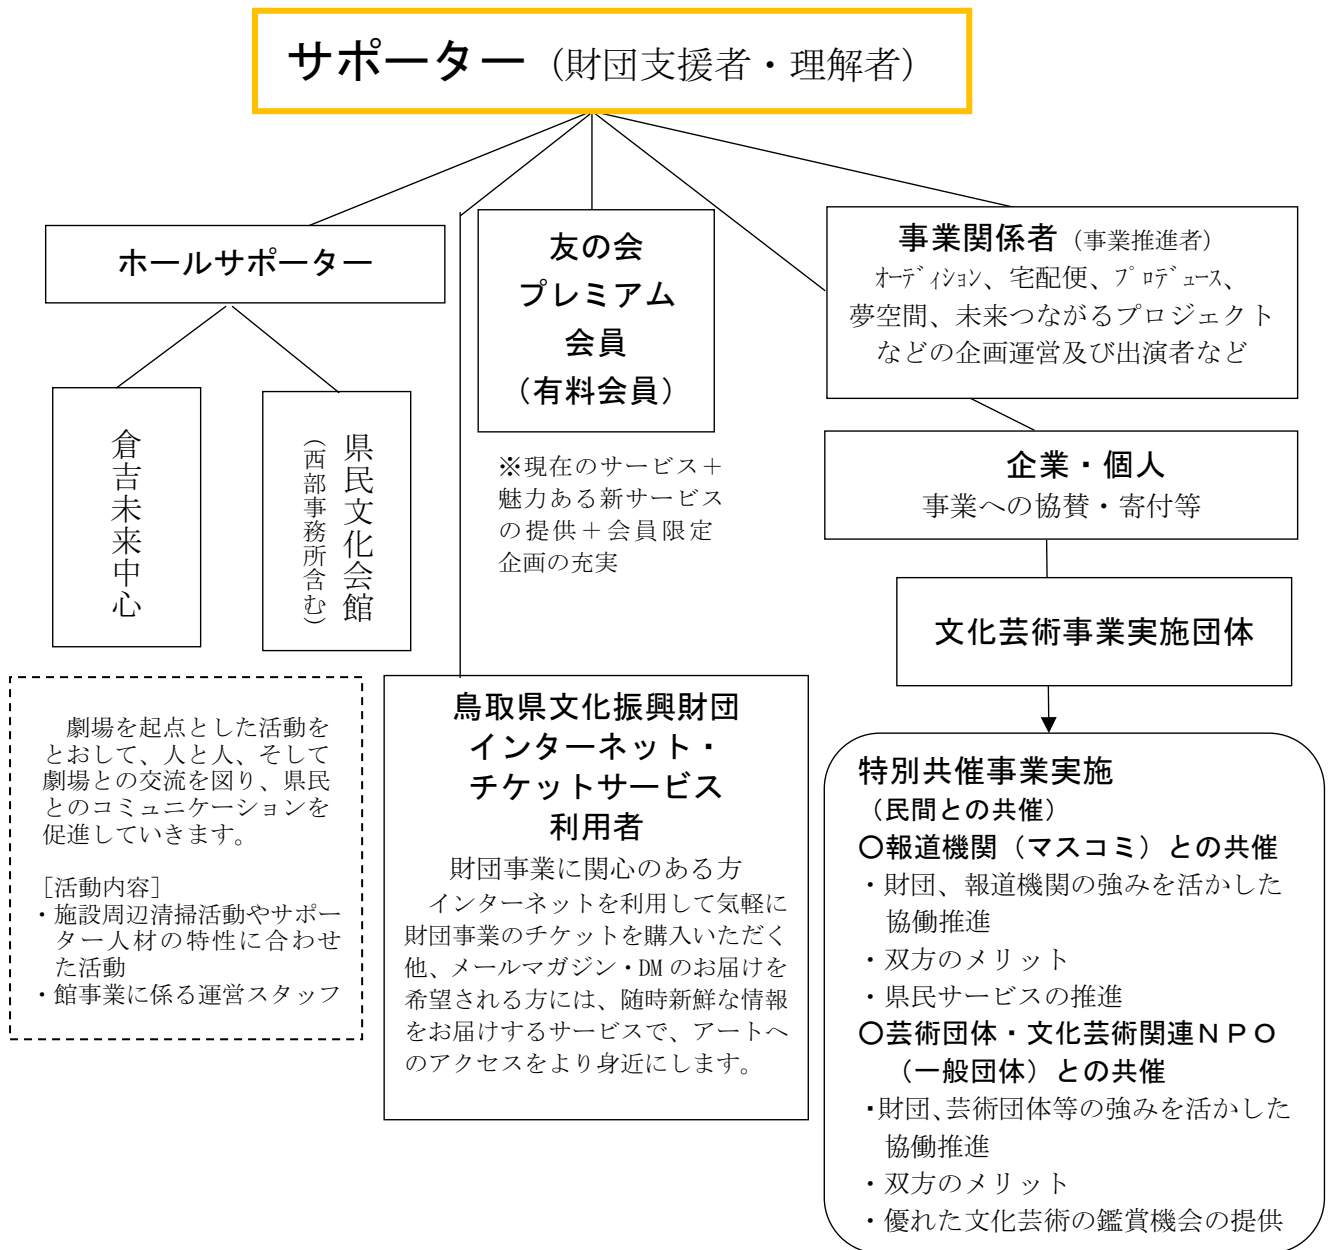 サポーター（財団支援者・理解者）
ホールサポーター
倉吉未来中心
県民文化会館
（西部事務所含む）
劇場を起点とした活動を
とおして、人と人、そして
劇場との交流を図り、県民
とのコミュニケーションを
促進していきます。
［活動内容］
・施設周辺清掃活動やサポー
ター人材の特性に合わせ
た活動
・館事業に係る運営スタッフ
友の会
プレミアム
会員
（有料会員）
※現在のサービス＋
魅力ある新サービス
の提供＋会員限定
企画の充実
鳥取県文化振興財団
インターネット・
チケットサービス
利用者
財団事業に関心のある方
インターネットを利用して気軽に
財団事業のチケットを購入いただく
他、メールマガジン・DMのお届けを
希望される方には、随時新鮮な情報
をお届けするサービスで、アートへ
のアクセスをより身近にします。
事業関係者（事業推進者）
ｵｰﾃﾞｨｼｮﾝ、宅配便、ﾌﾟﾛﾃﾞｭｰｽ、
夢空間、未来つながるプロジェクト
などの企画運営及び出演者など
企業・個人
事業への協賛・寄付等
文化芸術事業実施団体
特別共催事業実施
（民間との共催）
〇報道機関（マスコミ）との共催
・財団、報道機関の強みを活かした
協働推進
・双方のメリット
・県民サービスの推進
〇芸術団体・文化芸術関連ＮＰＯ
（一般団体）との共催
・財団、芸術団体等の強みを活かした
協働推進
・双方のメリット
・優れた文化芸術の鑑賞機会の提供